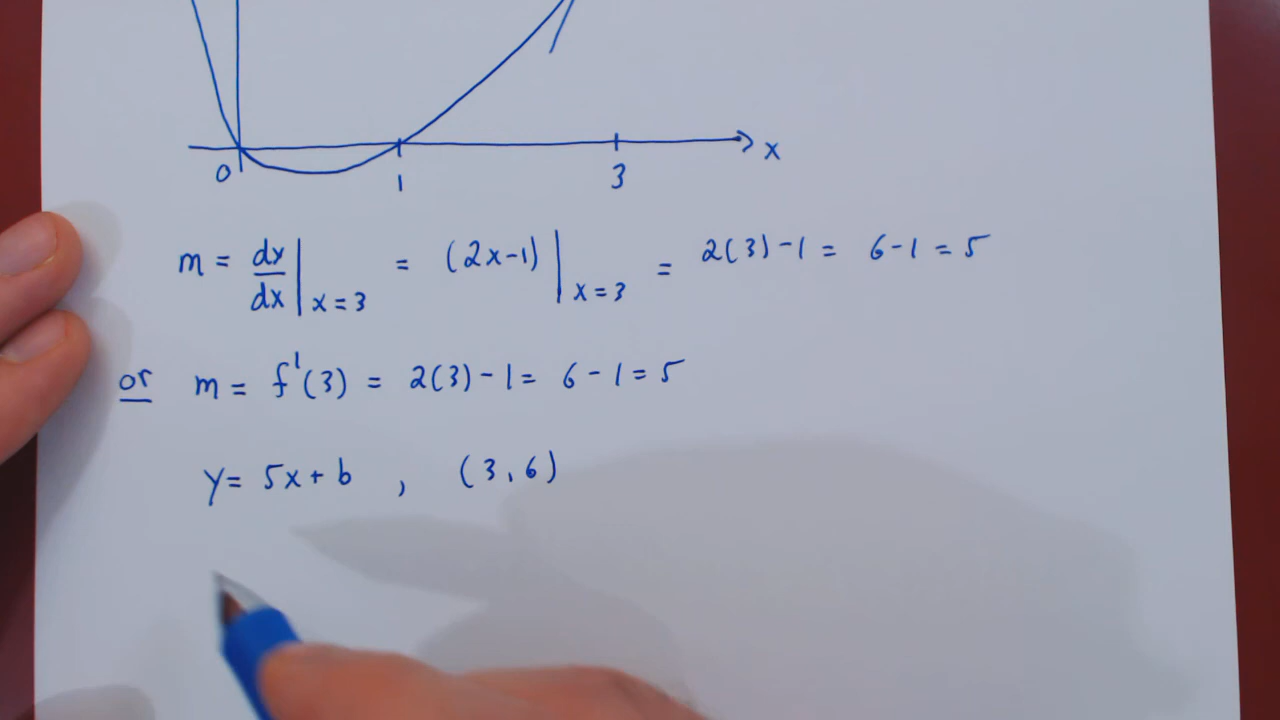 0 1 3 x
m = dy/dx |x=3 = (2x-1) |x=3 = 2(3)-1 = 6-1 = 5
or m = f'(3) = 2(3)-1 = 6-1 = 5
y = 5x+b , (3,6)